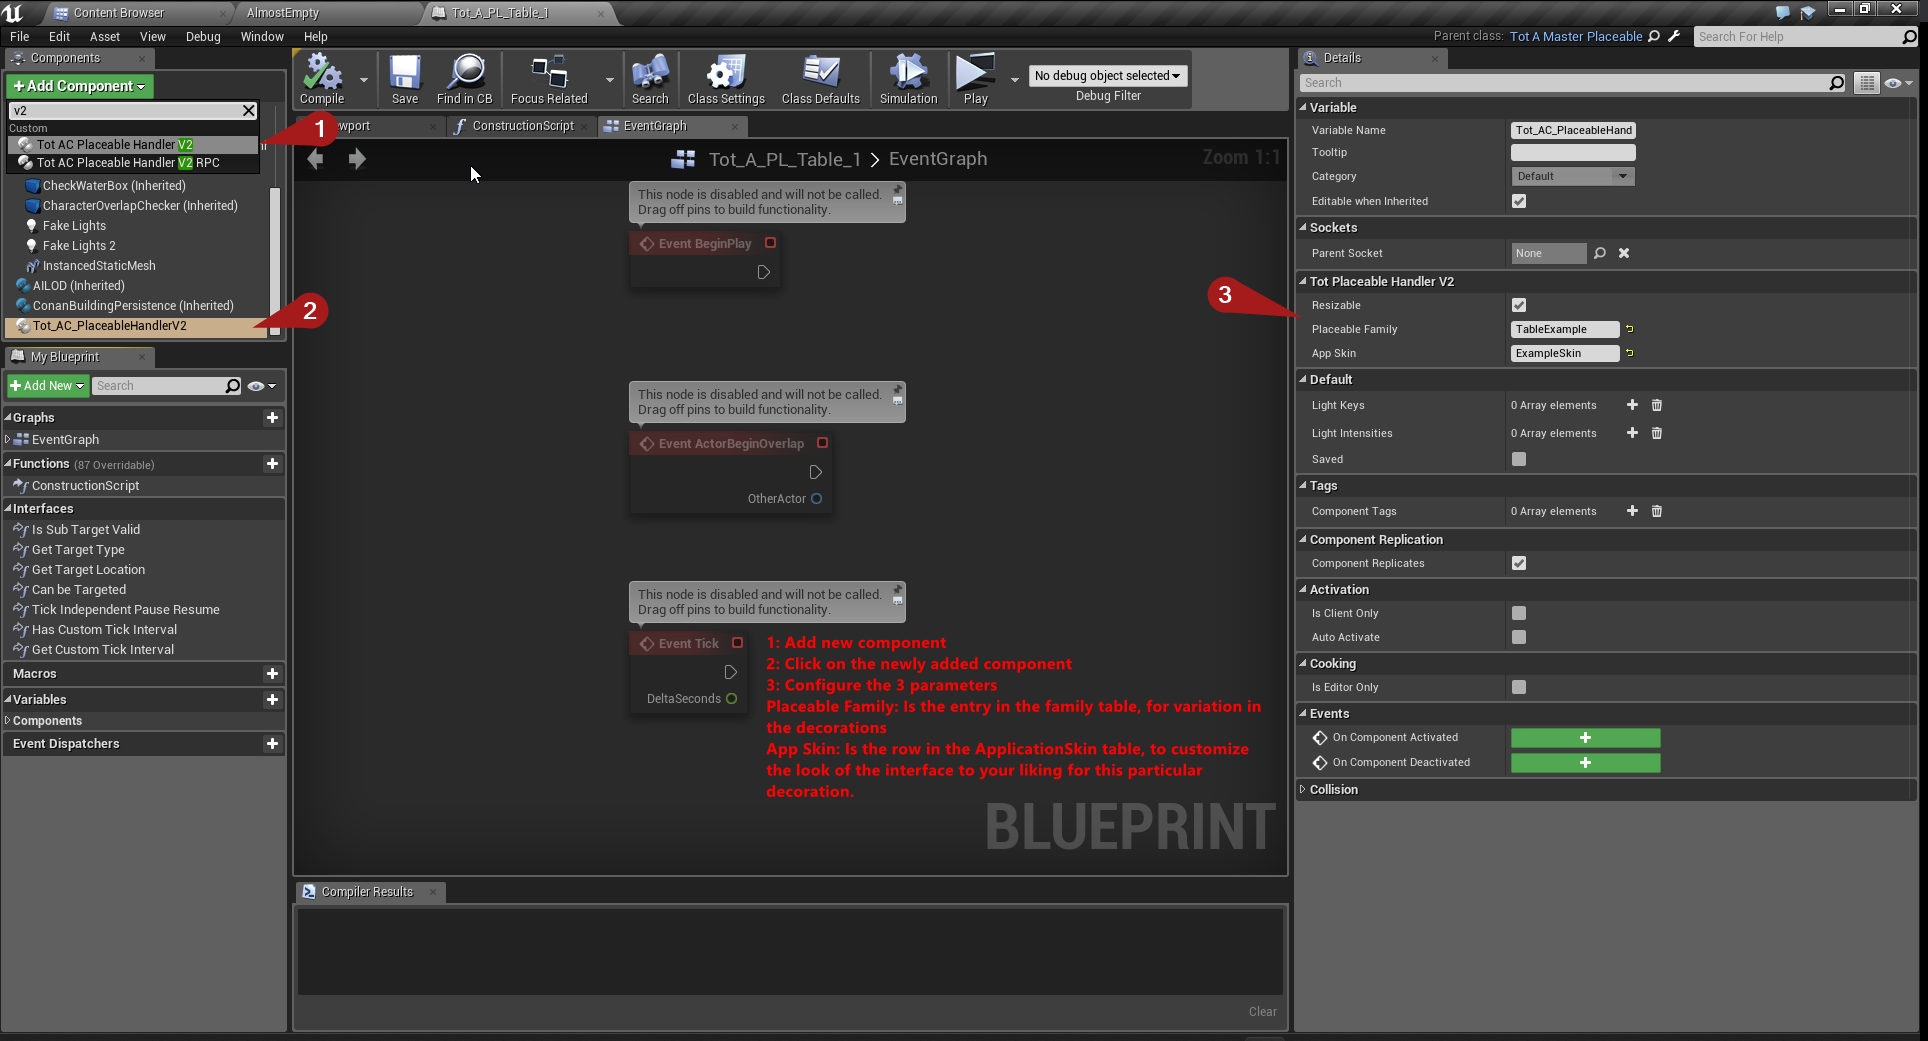 Content Browser
AlmostEmpty
Tot_A_PL_Table_1
File Edit Asset View Debug Window Help
Parent class: Tot A Master Placeable
Search For Help
Components
+Add Component
v2
Custom
Tot AC Placeable Handler V2
Tot AC Placeable Handler V2 RPC
CheckWaterBox (Inherited)
CharacterOverlapChecker (Inherited)
Fake Lights
Fake Lights 2
InstancedStaticMesh
AILOD (Inherited)
ConanBuildingPersistence (Inherited)
Tot_AC_PlaceableHandlerV2
1
2
3
My Blueprint
+Add New
Search
Graphs
EventGraph
Functions (87 Overridable)
ConstructionScript
Interfaces
Is Sub Target Valid
Get Target Type
Get Target Location
Can be Targeted
Tick Independent Pause Resume
Has Custom Tick Interval
Get Custom Tick Interval
Macros
Variables
Components
Event Dispatchers
Compile
Save
Find in CB
Focus Related
Search
Class Settings
Class Defaults
Simulation
Play
No debug object selected
Debug Filter
ewport
ConstructionScript
EventGraph
Tot_A_PL_Table_1 > EventGraph
Zoom 1:1
This node is disabled and will not be called.
Drag off pins to build functionality.
Event BeginPlay
This node is disabled and will not be called.
Drag off pins to build functionality.
Event ActorBeginOverlap
OtherActor
This node is disabled and will not be called.
Drag off pins to build functionality.
Event Tick
DeltaSeconds
1: Add new component
2: Click on the newly added component
3: Configure the 3 parameters
Placeable Family: Is the entry in the family table, for variation in
the decorations
App Skin: Is the row in the ApplicationSkin table, to customize
the look of the interface to your liking for this particular
decoration.
BLUEPRINT
Compiler Results
Clear
Details
Search
Variable
Variable Name Tot_AC_PlaceableHand
Tooltip
Category Default
Editable when Inherited
Sockets
Parent Socket None
Tot Placeable Handler V2
Resizable
Placeable Family TableExample
App Skin ExampleSkin
Default
Light Keys 0 Array elements
Light Intensities 0 Array elements
Saved
Tags
Component Tags 0 Array elements
Component Replication
Component Replicates
Activation
Is Client Only
Auto Activate
Cooking
Is Editor Only
Events
On Component Activated
On Component Deactivated
Collision